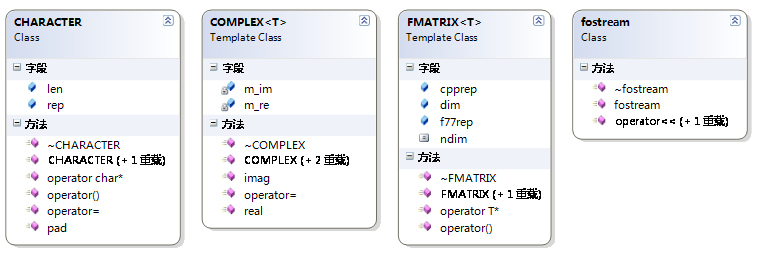 CHARACTER
Class
字段
len
rep
方法
~CHARACTER
CHARACTER (+ 1 重载)
operator char*
operator()
operator=
pad
COMPLEX<T>
Template Class
字段
m_im
m_re
方法
~COMPLEX
COMPLEX (+ 2 重载)
imag
operator=
real
FMATRIX<T>
Template Class
字段
cpprep
dim
f77rep
ndim
方法
~FMATRIX
FMATRIX (+ 1 重载)
operator T*
operator()
fostream
Class
方法
~fostream
fostream
operator<< (+ 1 重载)